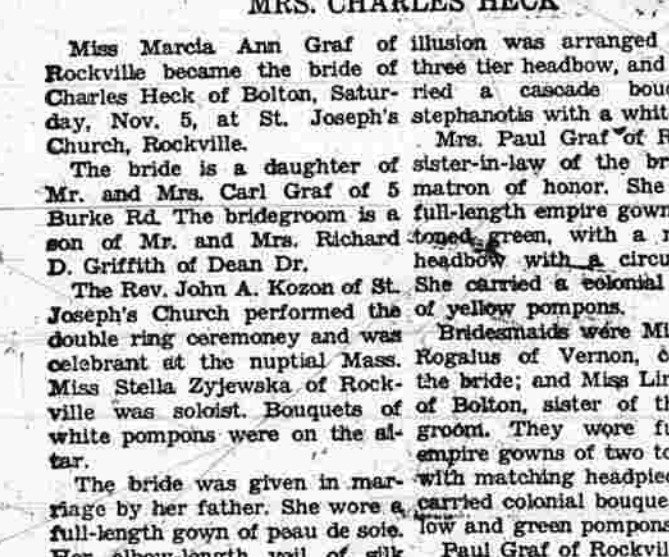 MRS. CHARLES HECK
Miss Marcia Ann Graf of
Rockville became the bride of
Charles Heck of Bolton, Satur-
day, Nov. 5, at St. Joseph's
Church, Rockville.
The bride is a daughter of
Mr. and Mrs. Carl Graf of 5
Burke Rd. The bridegroom is a
son of Mr. and Mrs. Richard
D. Griffith of Dean Dr.
The Rev. John A. Kozon of St.
Joseph's Church performed the
double ring ceremoney and was
celebrant at the nuptial Mass.
Miss Stella Zyjewska of Rock-
ville was soloist. Bouquets of
white pompons were on the al-
tar.
The bride was given in mar-
riage by her father. She wore a
full-length gown of peau de soie.
Her elbow-length veil of silk
illusion was arranged
three tier headbow, and
ried a cascade
stephanotis with a
Mrs. Paul Graf of
sister-in-law of the
matron of honor. She
full-length empire gown
toned green, with a
headbow with a
She carried a colonial
of yellow pompons.
Bridesmaids were
Rogalus of Vernon,
the bride; and Miss
of Bolton, sister of
groom. They wore
empire gowns of two
with matching
carried colonial
low and green pompons
Paul Graf of